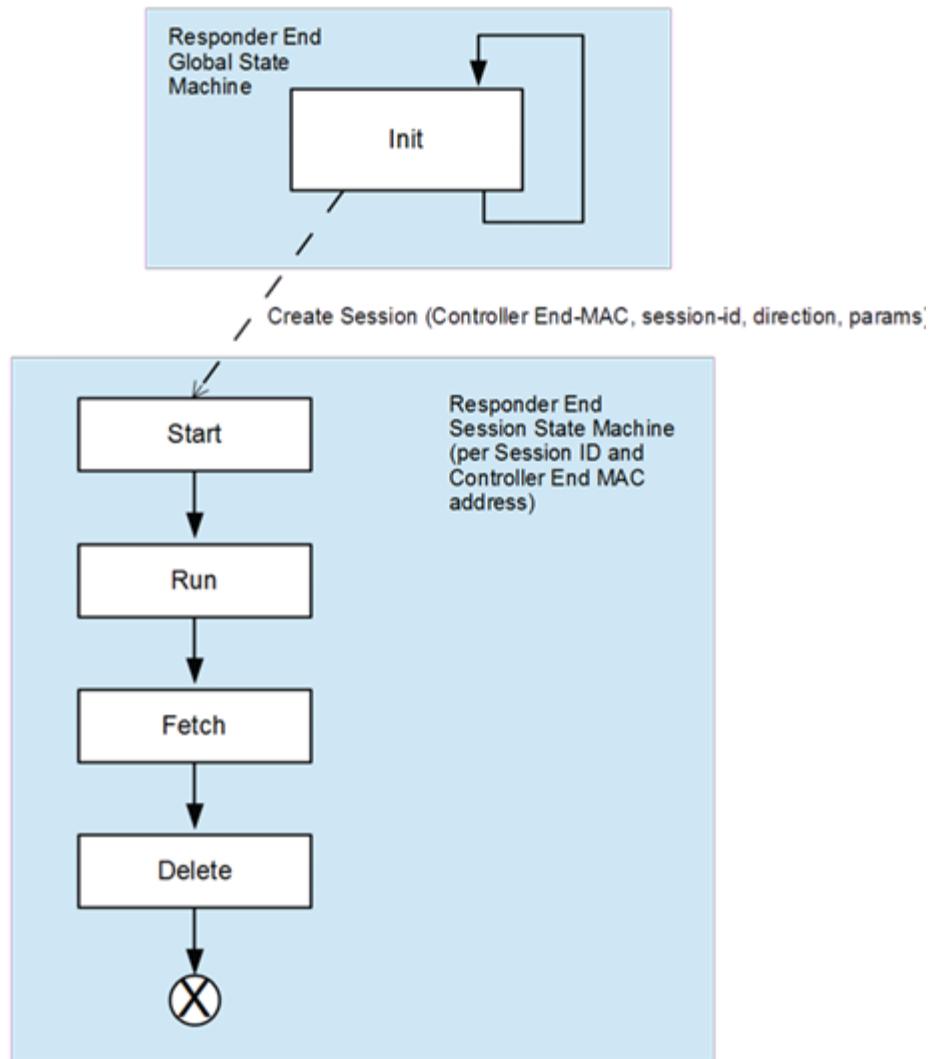 Responder End
Global State
Machine
Init
Create Session (Controller End-MAC, session-id, direction, params)
Start
Responder End
Session State Machine
(per Session ID and
Controller End MAC
address)
Run
Fetch
Delete
X